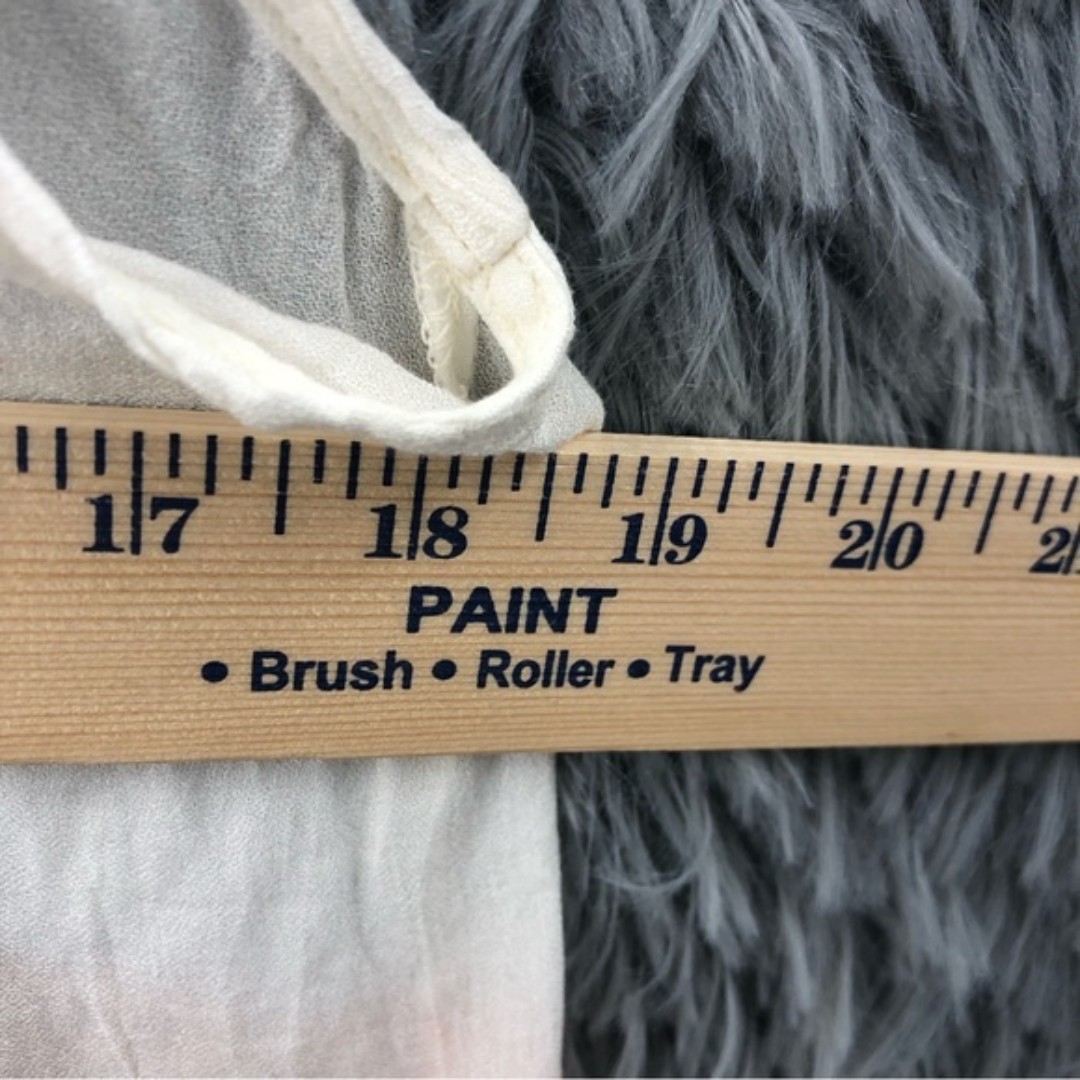 17 18 19 20
PAINT
• Brush • Roller • Tray